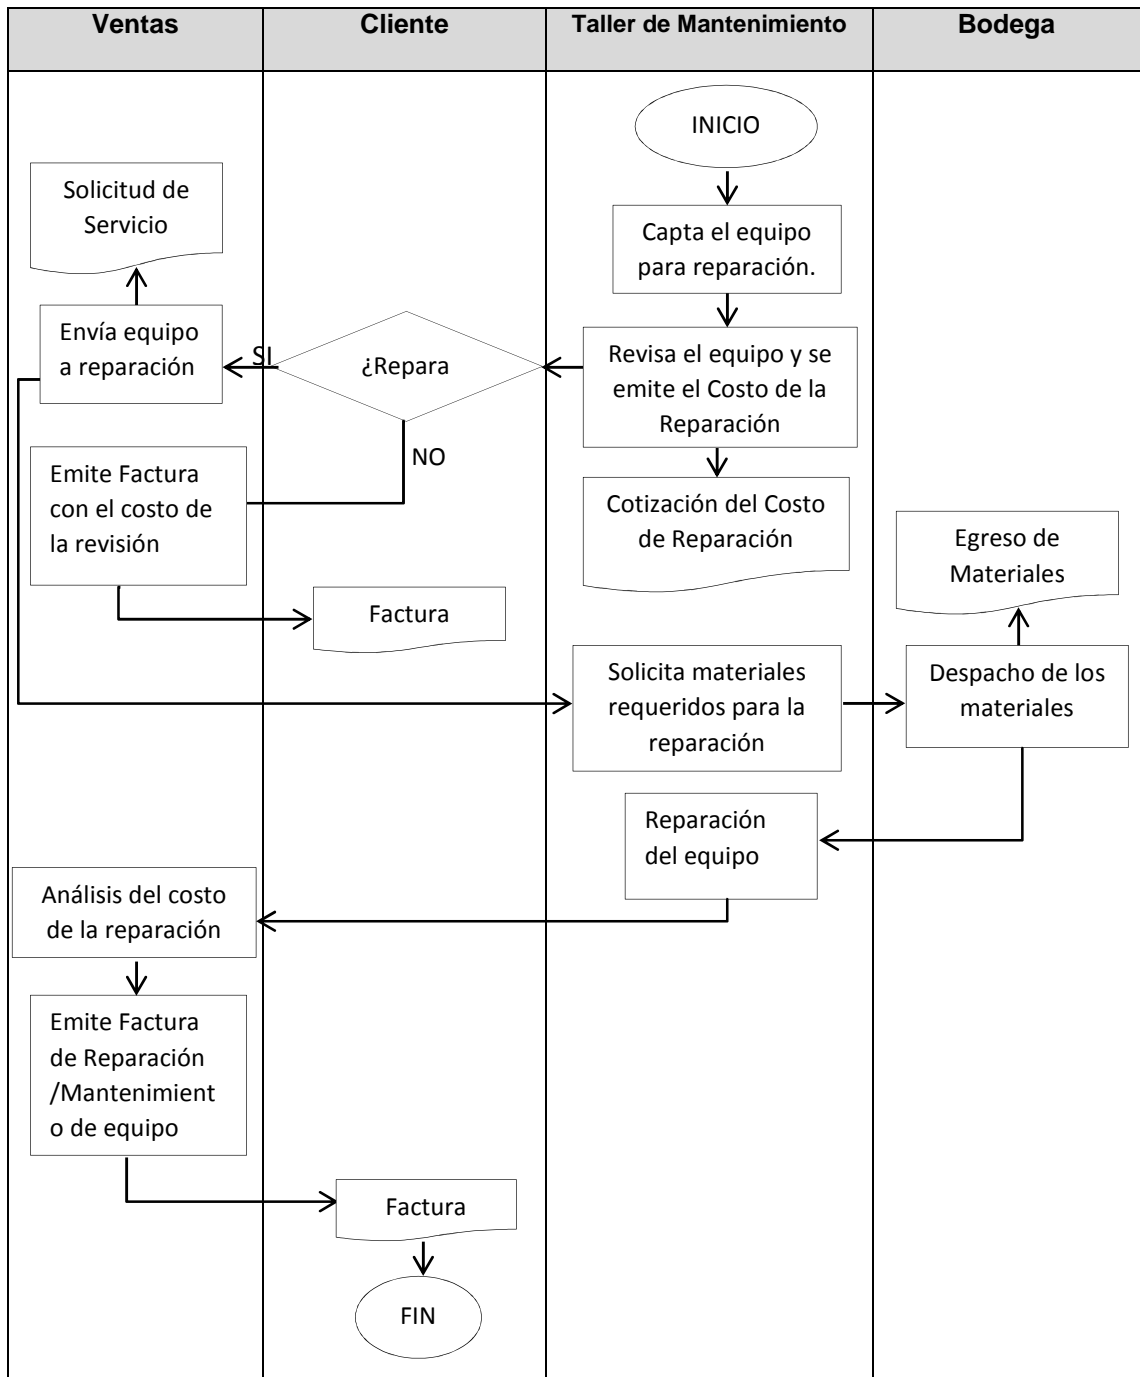 Ventas
Cliente
Taller de Mantenimiento
Bodega
INICIO
Solicitud de
Servicio
Capta el equipo
para reparación.
Envía equipo
a reparación
SI
¿Repara
Revisa el equipo y se
emite el Costo de la
Reparación
NO
Emite Factura
con el costo de
la revisión
Cotización del Costo
de Reparación
Egreso de
Materiales
Factura
Solicita materiales
requeridos para la
reparación
Despacho de los
materiales
Reparación
del equipo
Análisis del costo
de la reparación
Emite Factura
de Reparación
/Mantenimient
o de equipo
Factura
FIN